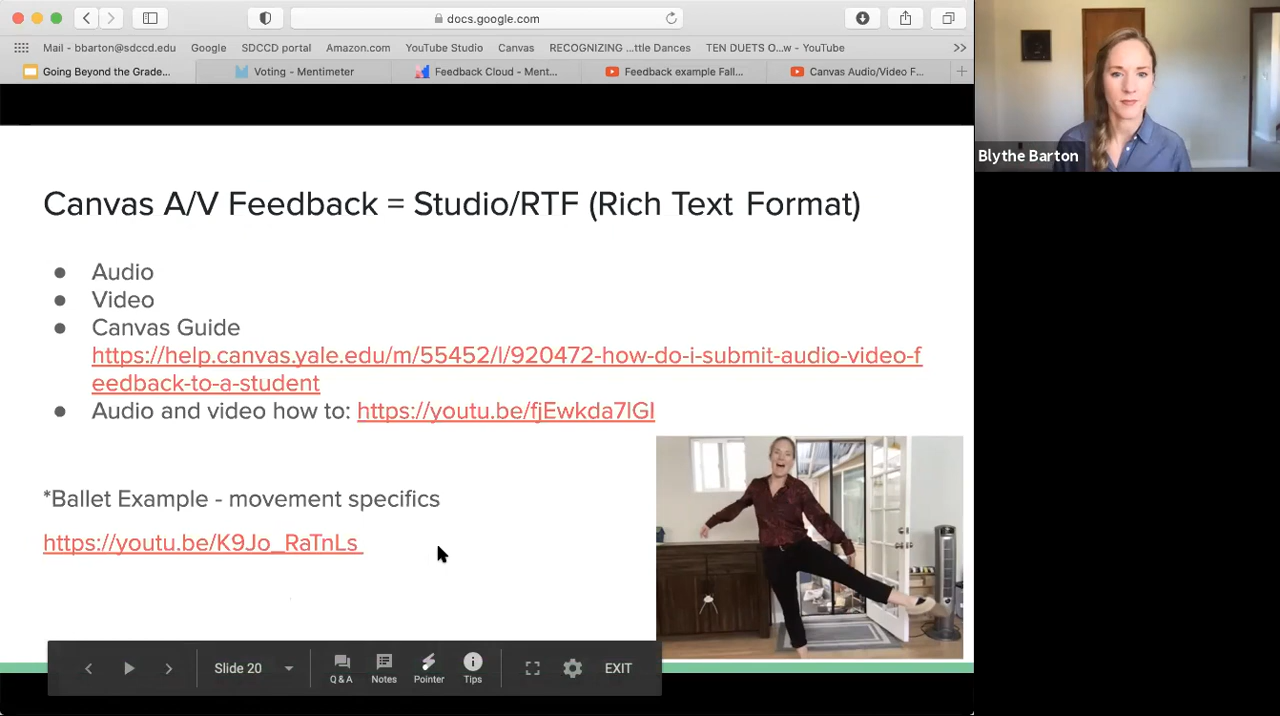 docs.google.com
Mail - bbarton@sdccd.edu Google SDCCD portal Amazon.com YouTube Studio Canvas RECOGNIZING ...ttle Dances TEN DUETS O...w - YouTube
Going Beyond the Grade... Voting - Mentimeter Feedback Cloud - Ment... Feedback example Fall... Canvas Audio/Video F...
Blythe Barton
Canvas A/V Feedback = Studio/RTF (Rich Text Format)
Audio
Video
Canvas Guide
https://help.canvas.yale.edu/m/55452/l/920472-how-do-i-submit-audio-video-f
eedback-to-a-student
Audio and video how to: https://youtu.be/fjEwkda7lGI
*Ballet Example - movement specifics
https://youtu.be/K9Jo_RaTnLs
Slide 20 Q & A Notes Pointer Tips EXIT